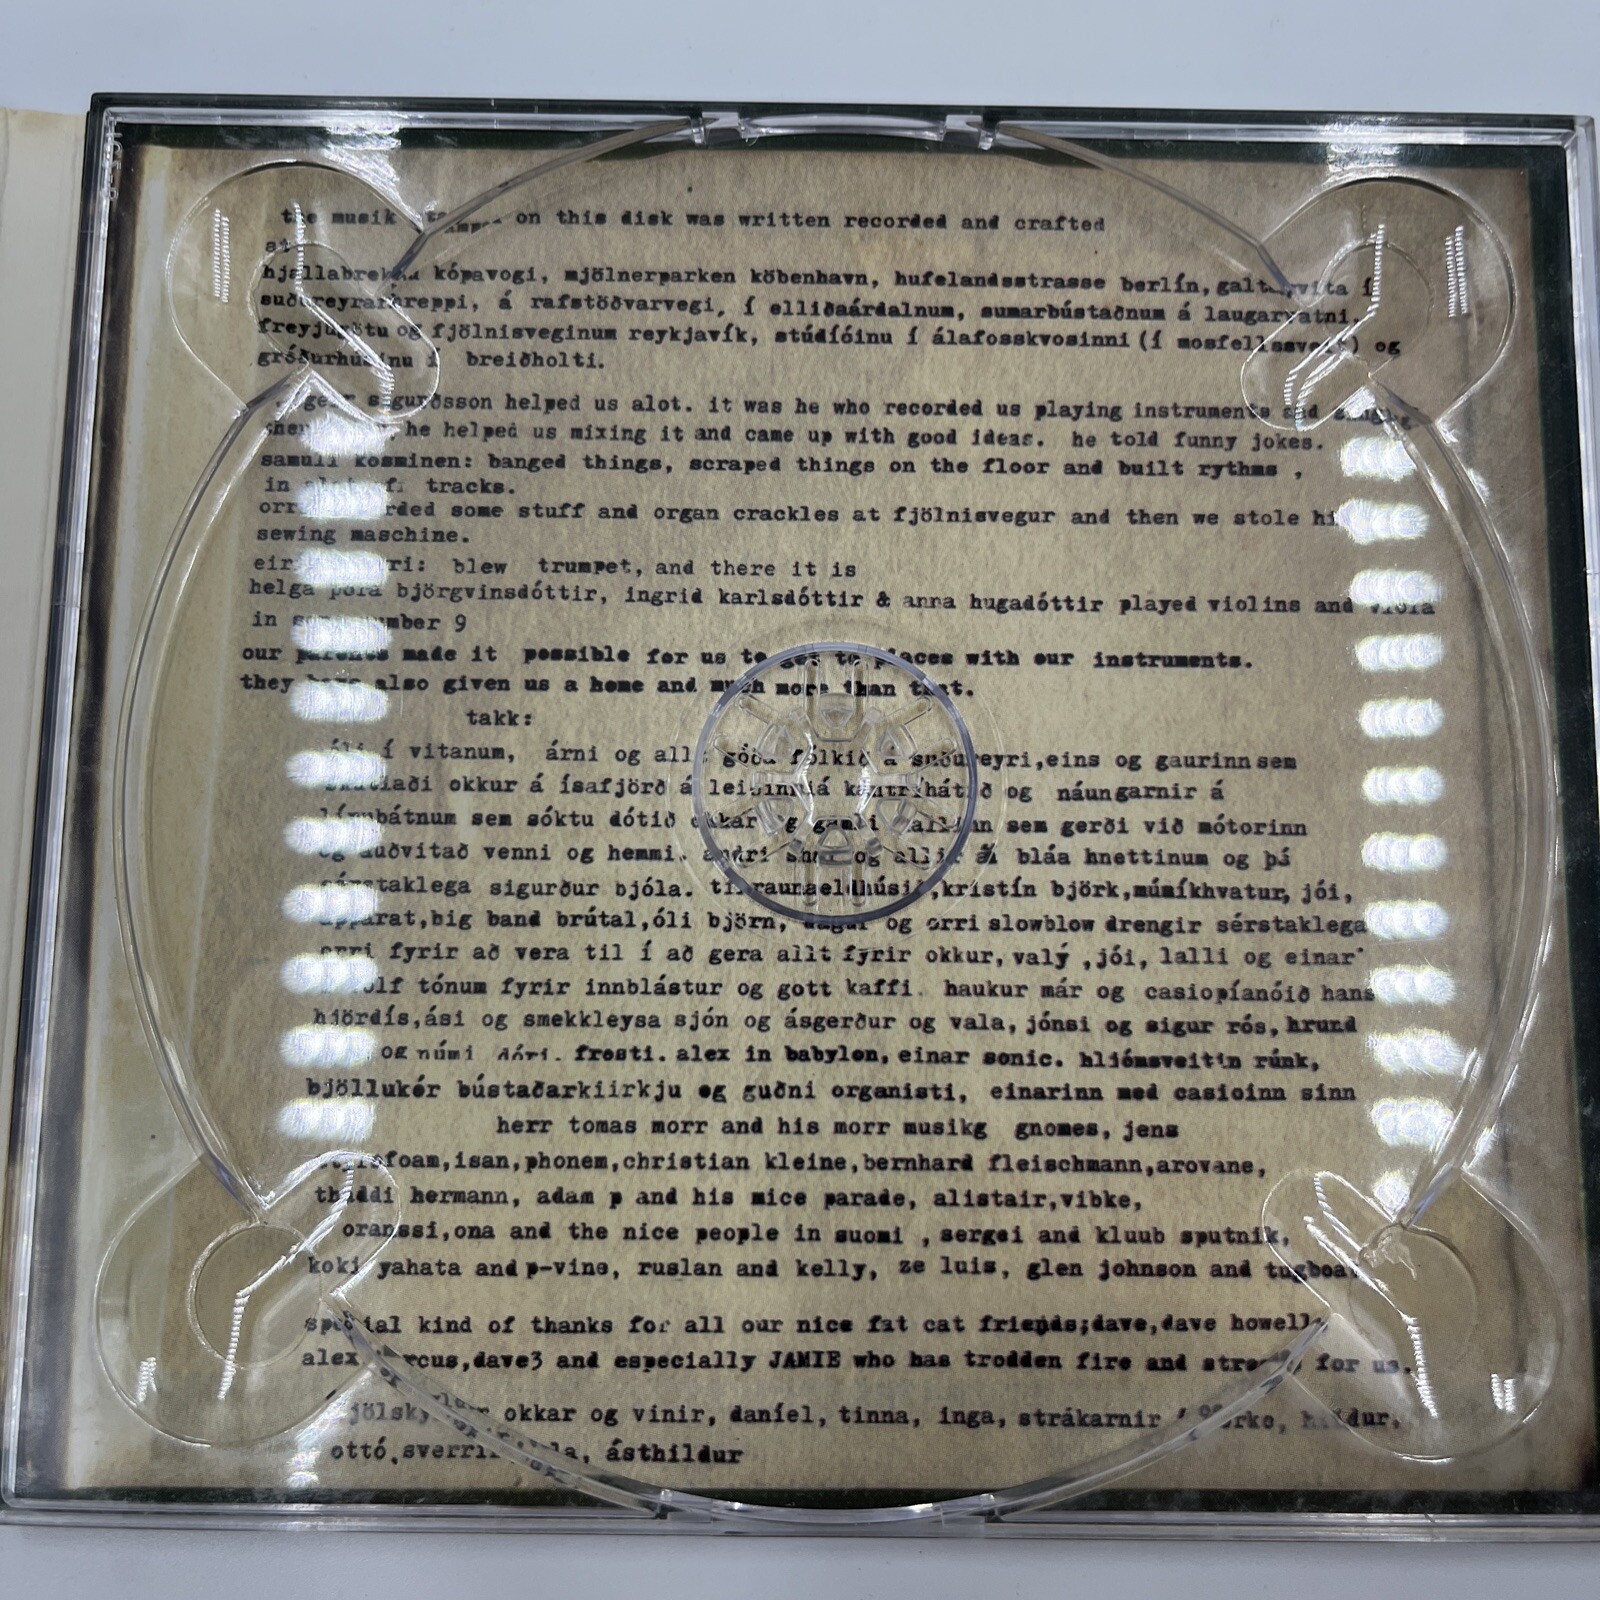 the musik on this disk was written recorded and crafted
at
kópavogi, mjölnerparken köbenhavn, hufelandsstrasse berlín, í
á rafstöðvarvegi, í elliðaárdalnum, sumarbústaðnum á laugarvatni,
freyjugötu og fjölnisveginum reykjavík, stúdíóinu í álafosskvosinni (í og
í breiðholti.
sigurðsson helped us alot. it was he who recorded us playing instruments and
he helped us mixing it and came up with good ideas. he told funny jokes.
samuli kosminen: banged things, scraped things on the floor and built rythms ,
in tracks.
some stuff and organ crackles at fjölnisvegur and then we stole
sewing maschine.
blew trumpet, and there it is
helga þóra björgvinsdóttir, ingrid karlsdóttir & anna hugadóttir played violins and viola
in number 9
our parents made it possible for us to get to places with our instruments.
they have also given us a home and much more than that.
takk:
óli í vitanum, árni og góða fólkið á suðureyri,eins og gaurinn sem
okkur á ísafjörð á og náungarnir á
sem sóktu dótið okkar og gamli sem gerði við mótorinn
og auðvitað venni og hemmi. andri og allir á bláa hnettinum og þá
sérstaklega sigurður bjóla. tilraunaeldhúsið,kristín björk,múmíkhvatur, jói,
apparat,big band brútal,óli björn, dagur og orri slowblow drengir sérstaklega
orri fyrir að vera til í að gera allt fyrir okkur, valý ,jói, lalli og einar
tónum fyrir innblástur og gott kaffi. haukur már og casiopíanóið hans
hjördís,ási og smekkleysa sjón og ásgerður og vala, jónsi og sigur rós, hrund
og númi frosti. alex in babylon, einar sonic. hljómsveitin rúnk,
bjöllukór bústaðarkiirkju og guðni organisti, einarinn með casioinn sinn
herr tomas morr and his morr musikg gnomes, jens
isan,phonem,christian kleine,bernhard fleischmann,arovane,
thaddi hermann, adam p and his mice parade, alistair,vibke,
oranssi,ona and the nice people in suomi , sergei and kluub sputnik,
koki yahata and p-vine, ruslan and kelly, ze luis, glen johnson and tugboat
special kind of thanks for all our nice fat cat friends;dave,dave howell,
alex marcus,dave3 and especially JAMIE who has trodden fire and for us.
okkar og vinir, daníel, tinna, inga, strákarnir
ottó, ásthildur